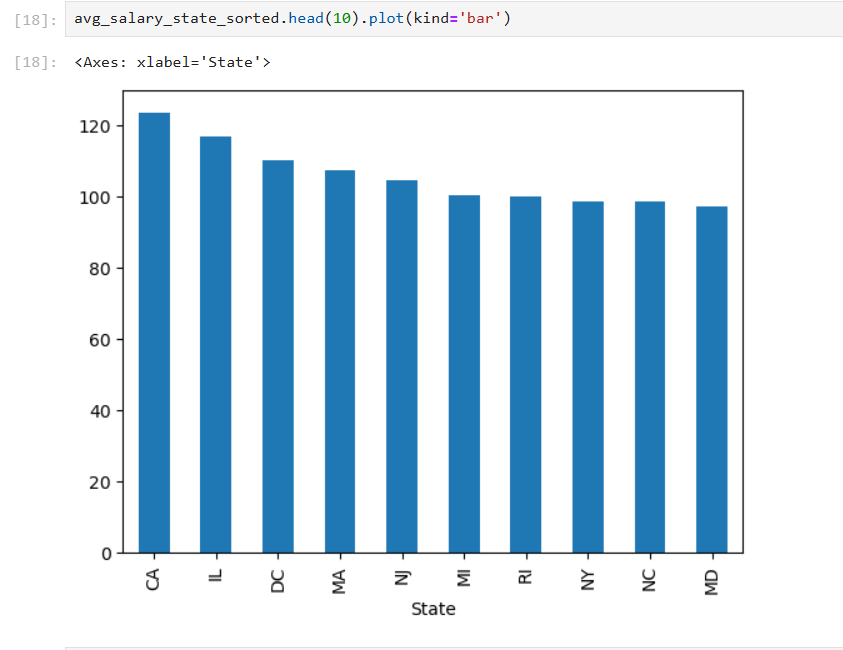 [18]: avg_salary_state_sorted.head(10).plot(kind='bar')
[18]: <Axes: xlabel='State'>
120
100
80
60
40
20
0
CA IL DC MA NJ MI RI NY NC MD
State